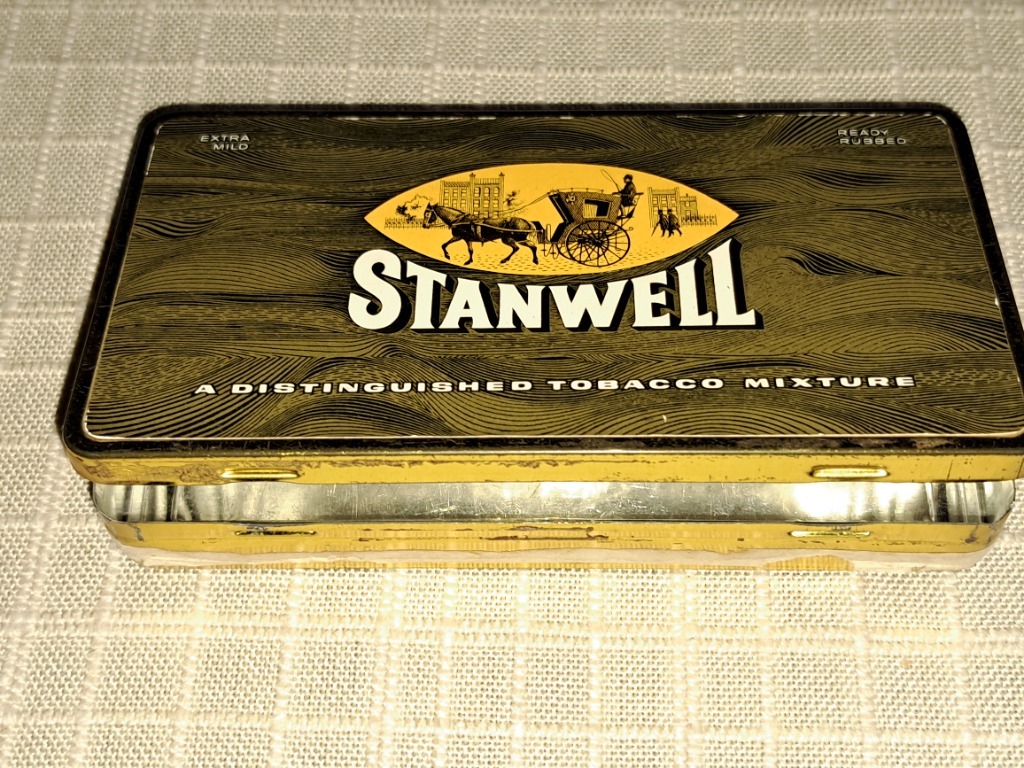 EXTRA
MILD
READY
RUBBED
STANWELL
A DISTINGUISHED TOBACCO MIXTURE